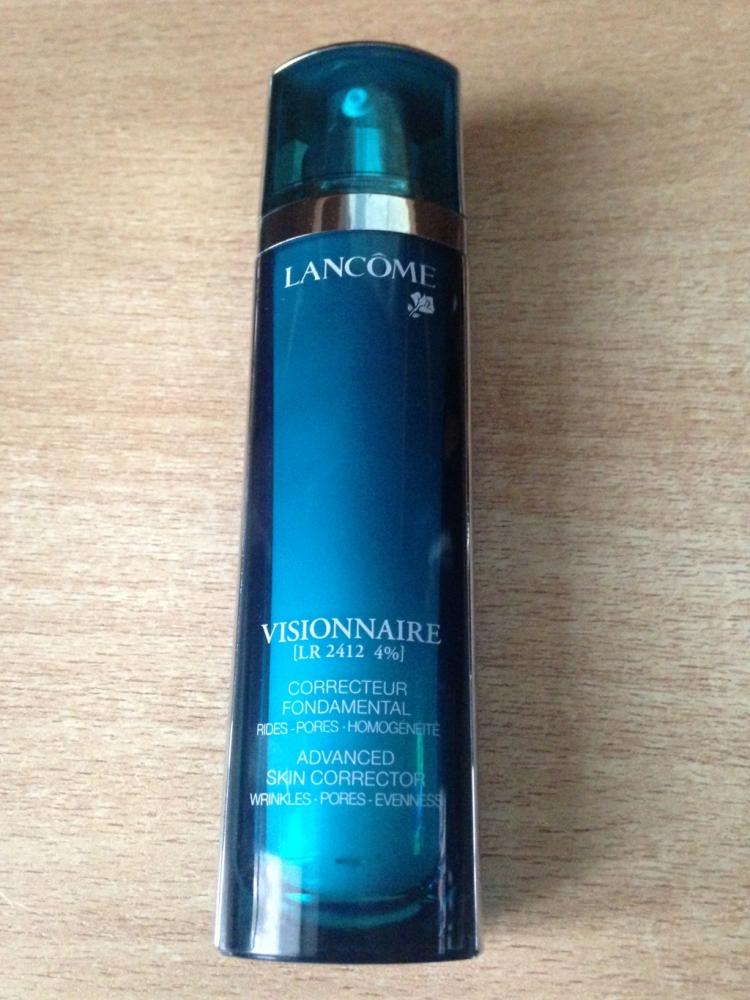 LANCÔME
VISIONNAIRE
[LR 2412 4%]
CORRECTEUR
FONDAMENTAL
RIDES - PORES - HOMOGÉNÉITÉ
ADVANCED
SKIN CORRECTOR
WRINKLES - PORES - EVENNESS